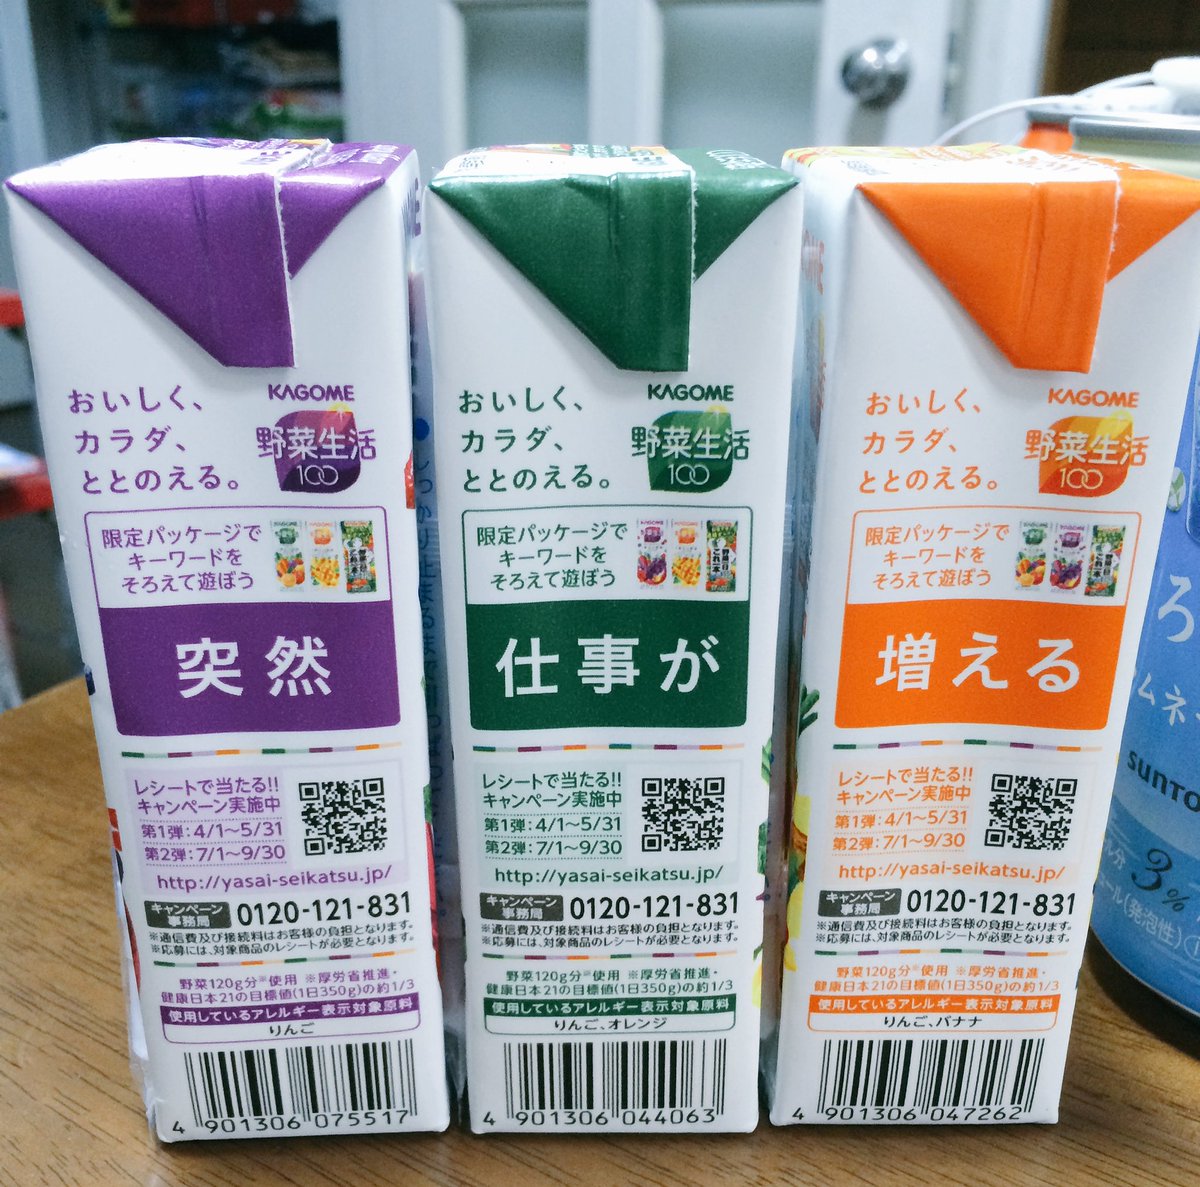 おいしく、
カラダ、
ととのえる。
KAGOME
野菜生活
100
限定パッケージで
キーワードを
そろえて遊ぼう
突然
レシートで当たる!!
キャンペーン実施中
第1弾：4/1〜5/31
第2弾：7/1〜9/30
http://yasai-seikatsu.jp/
キャンペーン
事務局
0120-121-831
※通信費及び接続料はお客様の負担となります。
※応募には、対象商品のレシートが必要となります。
野菜120g分※使用 ※厚労省推進・
健康日本21の目標値(1日350g)の約1/3
使用しているアレルギー表示対象原料
りんご
4 901306 075517
おいしく、
カラダ、
ととのえる。
KAGOME
野菜生活
100
限定パッケージで
キーワードを
そろえて遊ぼう
仕事が
レシートで当たる!!
キャンペーン実施中
第1弾：4/1〜5/31
第2弾：7/1〜9/30
http://yasai-seikatsu.jp/
キャンペーン
事務局
0120-121-831
※通信費及び接続料はお客様の負担となります。
※応募には、対象商品のレシートが必要となります。
野菜120g分※使用 ※厚労省推進・
健康日本21の目標値(1日350g)の約1/3
使用しているアレルギー表示対象原料
りんご、オレンジ
4 901306 044063
おいしく、
カラダ、
ととのえる。
KAGOME
野菜生活
100
限定パッケージで
キーワードを
そろえて遊ぼう
増える
レシートで当たる!!
キャンペーン実施中
第1弾：4/1〜5/31
第2弾：7/1〜9/30
http://yasai-seikatsu.jp/
キャンペーン
事務局
0120-121-831
※通信費及び接続料はお客様の負担となります。
※応募には、対象商品のレシートが必要となります。
野菜120g分※使用 ※厚労省推進・
健康日本21の目標値(1日350g)の約1/3
使用しているアレルギー表示対象原料
りんご、バナナ
4 901306 047262
ろ
ムネ
SUNTO
3%
(発泡性)